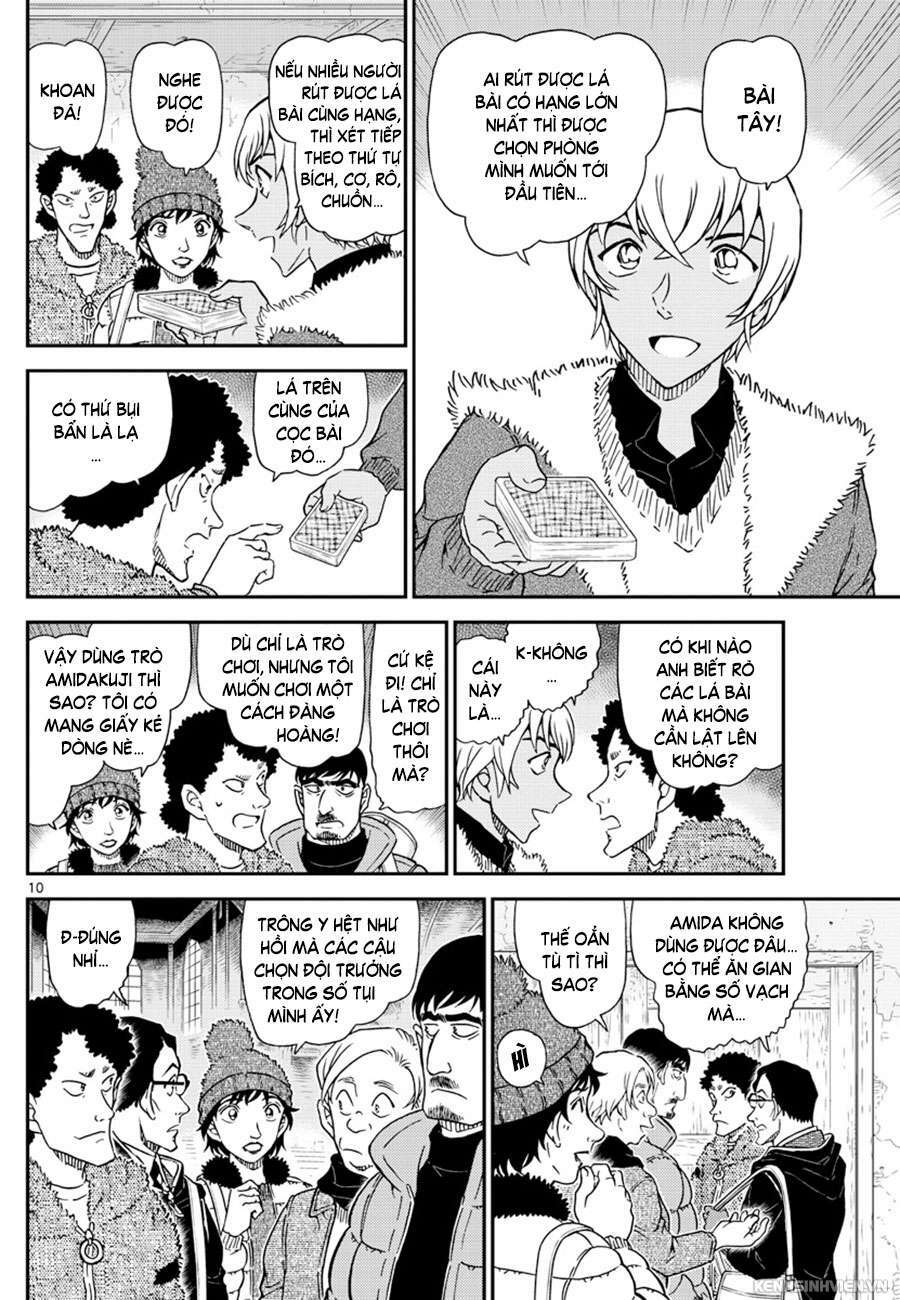 BÀI
TÂY!
AI RÚT ĐƯỢC LÁ
BÀI CÓ HẠNG LỚN
NHẤT THÌ ĐƯỢC
CHỌN PHÒNG
MÌNH MUỐN TỚI
ĐẦU TIÊN...
NẾU NHIỀU NGƯỜI
RÚT ĐƯỢC LÁ
BÀI CÙNG HẠNG,
THÌ XÉT TIẾP
THEO THỨ TỰ
BÍCH, CƠ, RÔ,
CHUỒN...
NGHE
ĐƯỢC
ĐÓ!
KHOAN
ĐÃ!
LÁ TRÊN
CÙNG CỦA
CỌC BÀI
ĐÓ...
CÓ THỨ BỤI
BẨN LÀ LẠ
...
CÓ KHI NÀO
ANH BIẾT RÕ
CÁC LÁ BÀI
MÀ KHÔNG
CẦN LẬT LÊN
KHÔNG?
K-KHÔNG
...
CÁI
NÀY
LÀ...
CỨ KỆ
ĐI! CHỈ
LÀ TRÒ
CHƠI
THÔI
MÀ?
DÙ CHỈ LÀ TRÒ
CHƠI, NHƯNG TÔI
MUỐN CHƠI MỘT
CÁCH ĐÀNG
HOÀNG!
VẬY DÙNG TRÒ
AMIDAKUJI THÌ
SAO? TÔI CÓ
MANG GIẤY KẺ
DÒNG NÈ...
10
AMIDA KHÔNG
DÙNG ĐƯỢC ĐÂU...
CÓ THỂ ĂN GIAN
BẰNG SỐ VẠCH
MÀ...
THẾ OẲN
TÙ TÌ THÌ
SAO?
HÌ
TRÔNG Y HỆT NHƯ
HỒI MÀ CÁC CẬU
CHỌN ĐỘI TRƯỞNG
TRONG SỐ TỤI
MÌNH ẤY!
Đ-ĐÚNG
NHỈ...
KENHSINHVIEN.VN